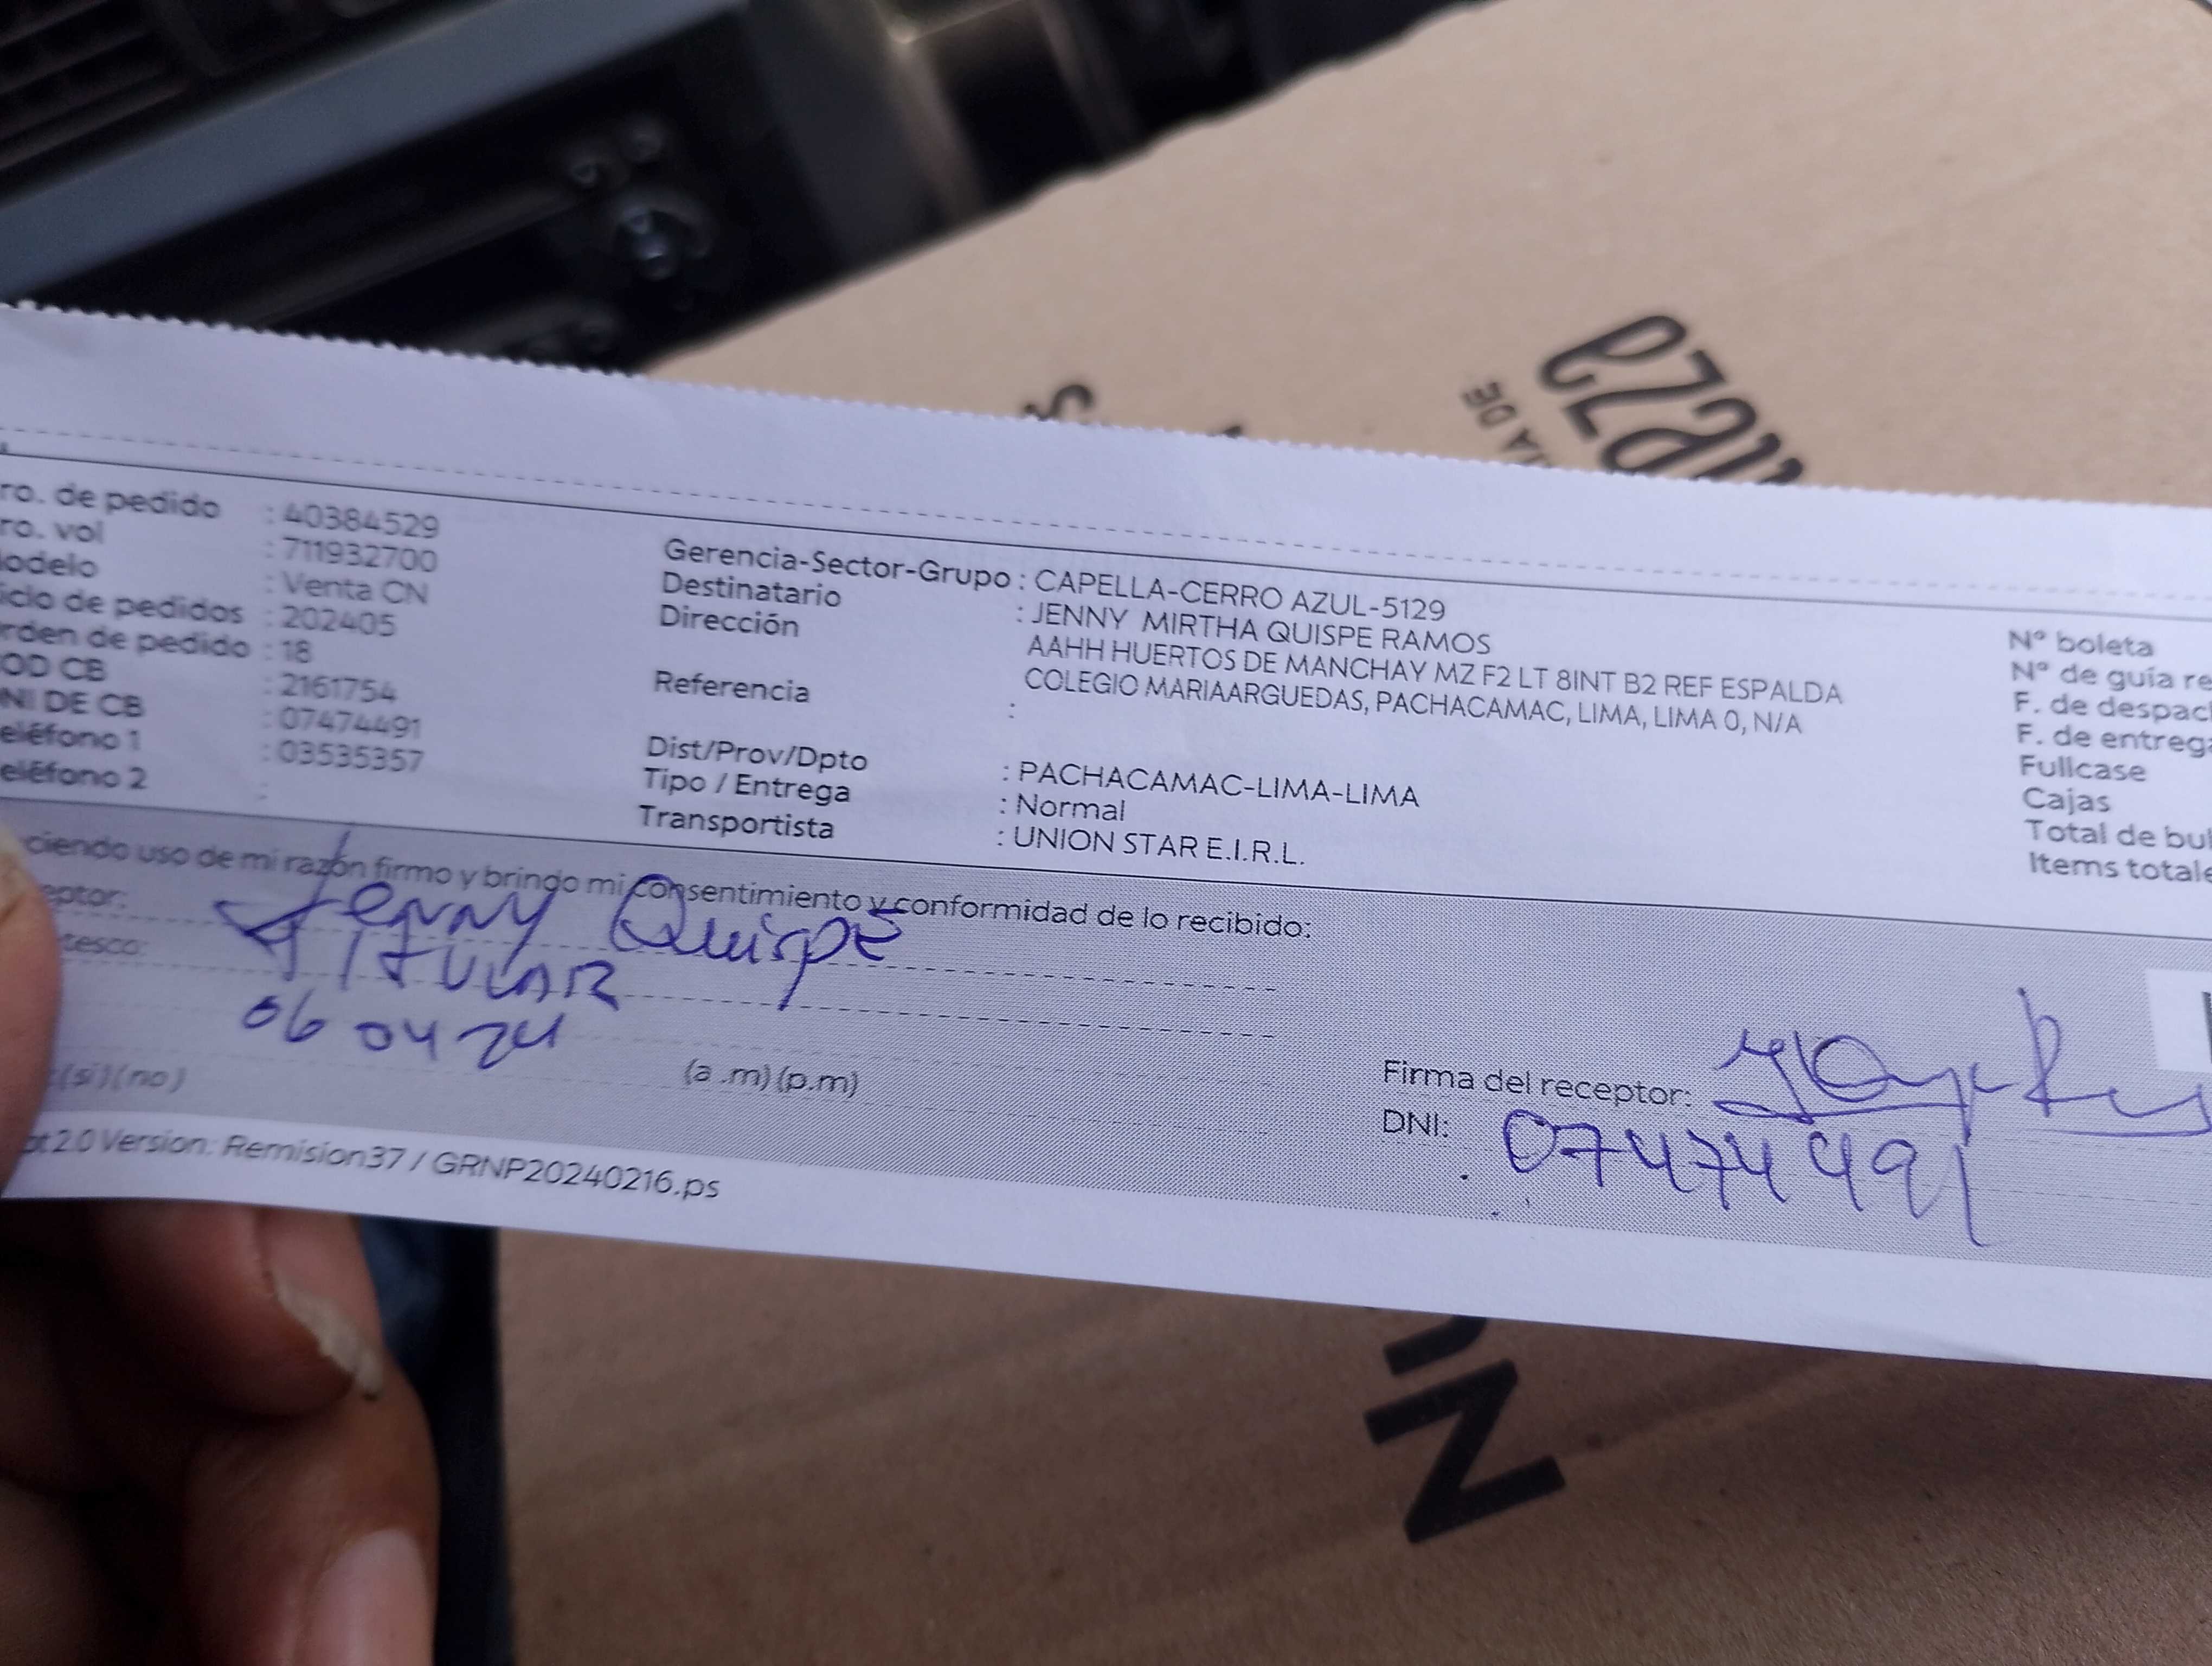 ro. de pedido : 40384529
ro. vol : 711932700
odelo : Venta CN
iclo de pedidos : 202405
rden de pedido : 18
OD CB : 2161754
NI DE CB : 07474491
eléfono 1 : 03535357
eléfono 2 :
Gerencia-Sector-Grupo : CAPELLA-CERRO AZUL-5129
Destinatario : JENNY MIRTHA QUISPE RAMOS
Dirección AAHH HUERTOS DE MANCHAY MZ F2 LT 8INT B2 REF ESPALDA
COLEGIO MARIAARGUEDAS, PACHACAMAC, LIMA, LIMA 0, N/A
Referencia :
Dist/Prov/Dpto : PACHACAMAC-LIMA-LIMA
Tipo / Entrega : Normal
Transportista : UNION STAR E.I.R.L.
Nº boleta
Nº de guía re
F. de despac
F. de entrega
Fullcase
Cajas
Total de bul
Items totale
ciendo uso de mi razón firmo y brindo mi consentimiento y conformidad de lo recibido:
eptor: Jenny Quispe
tesco: TITULAR
06 04 24
(si) (no) (a .m) (p.m)
Firma del receptor:
DNI: 07474491
pt 2.0 Version: Remision37 / GRNP20240216.ps
IA DE
N